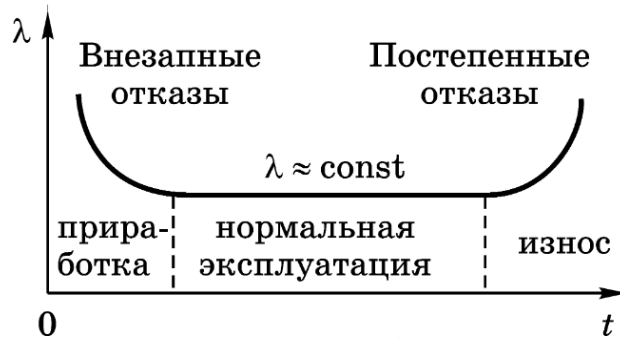 λ
Внезапные
отказы
Постепенные
отказы
λ ≈ const
прира-
ботка
нормальная
эксплуатация
износ
0
t